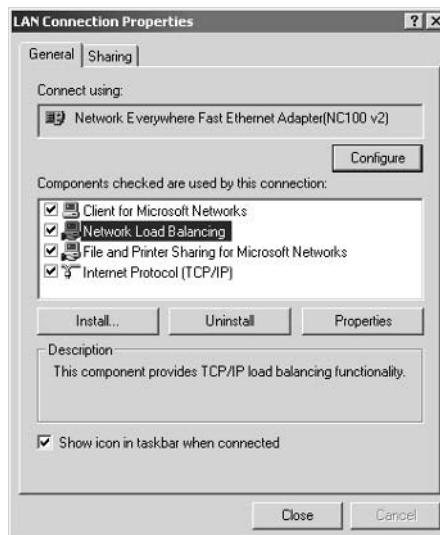 LAN Connection Properties
General Sharing
Connect using:
Network Everywhere Fast Ethernet Adapter(NC100 v2)
Configure
Components checked are used by this connection:
Client for Microsoft Networks
Network Load Balancing
File and Printer Sharing for Microsoft Networks
Internet Protocol (TCP/IP)
Install... Uninstall Properties
Description
This component provides TCP/IP load balancing functionality.
Show icon in taskbar when connected
Close Cancel